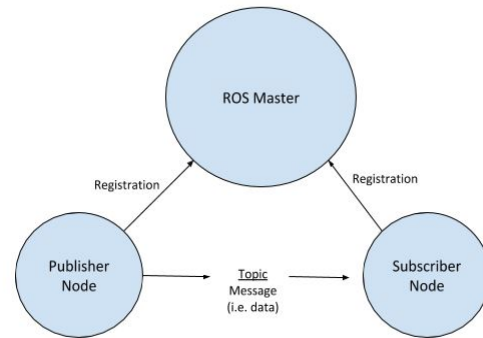 ROS Master
Registration
Registration
Publisher
Node
Topic
Message
(i.e. data)
Subscriber
Node